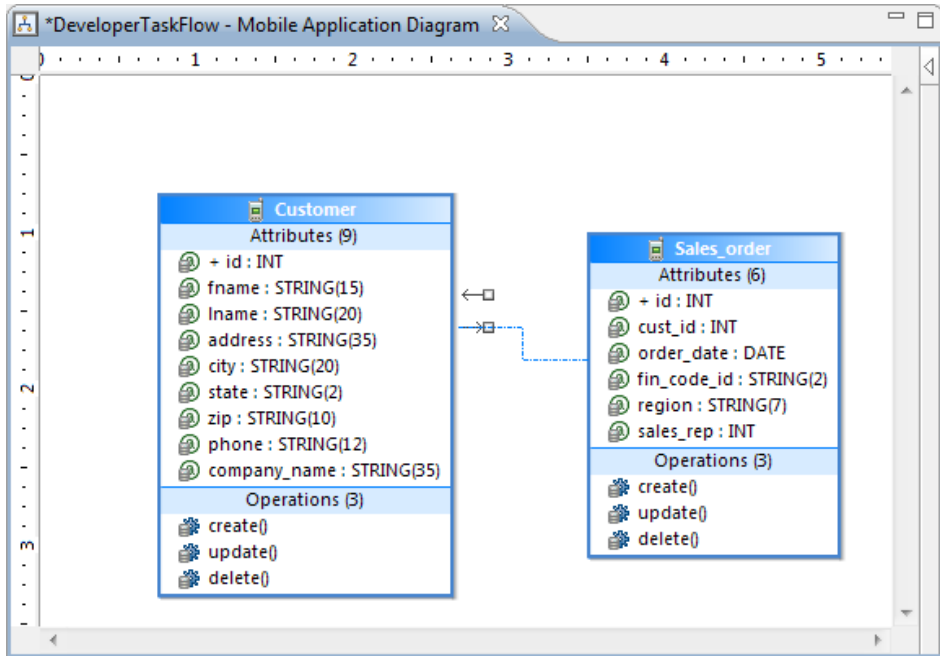 *DeveloperTaskFlow - Mobile Application Diagram
0 1 2 3 4 5
0
1
2
3
Customer
Attributes (9)
+ id : INT
fname : STRING(15)
lname : STRING(20)
address : STRING(35)
city : STRING(20)
state : STRING(2)
zip : STRING(10)
phone : STRING(12)
company_name : STRING(35)
Operations (3)
create()
update()
delete()
Sales_order
Attributes (6)
+ id : INT
cust_id : INT
order_date : DATE
fin_code_id : STRING(2)
region : STRING(7)
sales_rep : INT
Operations (3)
create()
update()
delete()